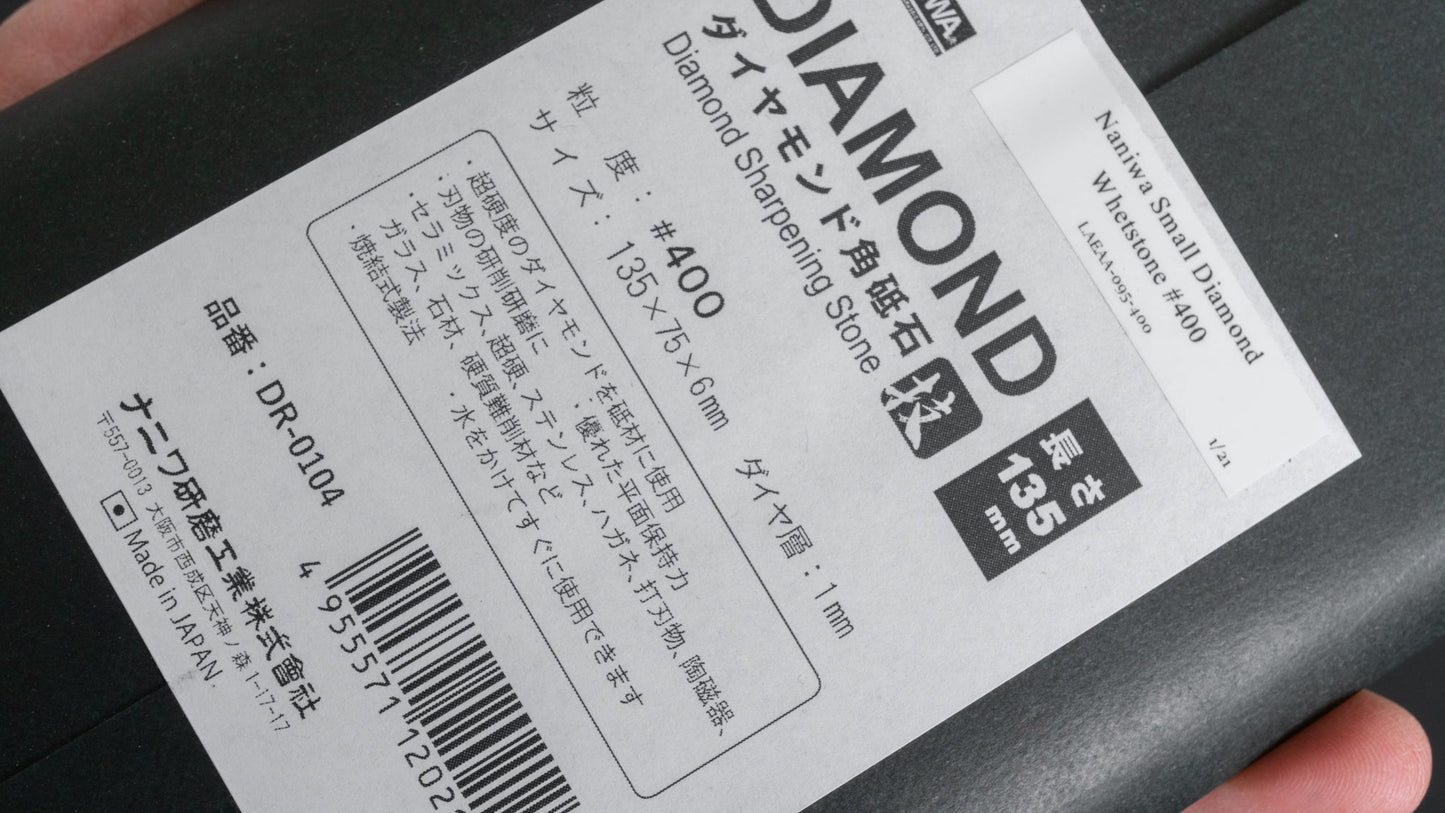 DIAMOND
ダイヤモンド角砥石
Diamond Sharpening Stone
長さ
135
mm
Naniwa Small Diamond
Whetstone #400
LAEAA-095-400
1/21
粒度：#400
サイズ：135×75×6mm ダイヤ層：1mm
・超硬度のダイヤモンドを砥材に使用
・刃物の研削研磨に ・優れた平面保持力
・セラミックス、超硬、ステンレス、ハガネ、打刃物、陶磁器、
ガラス、石材、硬質難削材など
・焼結式製法 ・水をかけてすぐに使用できます
品番：DR-0104
ナニワ研磨工業株式會社
〒557-0013 大阪市西成区天神ノ森1-17-17
Made in JAPAN.
4 955571 1202